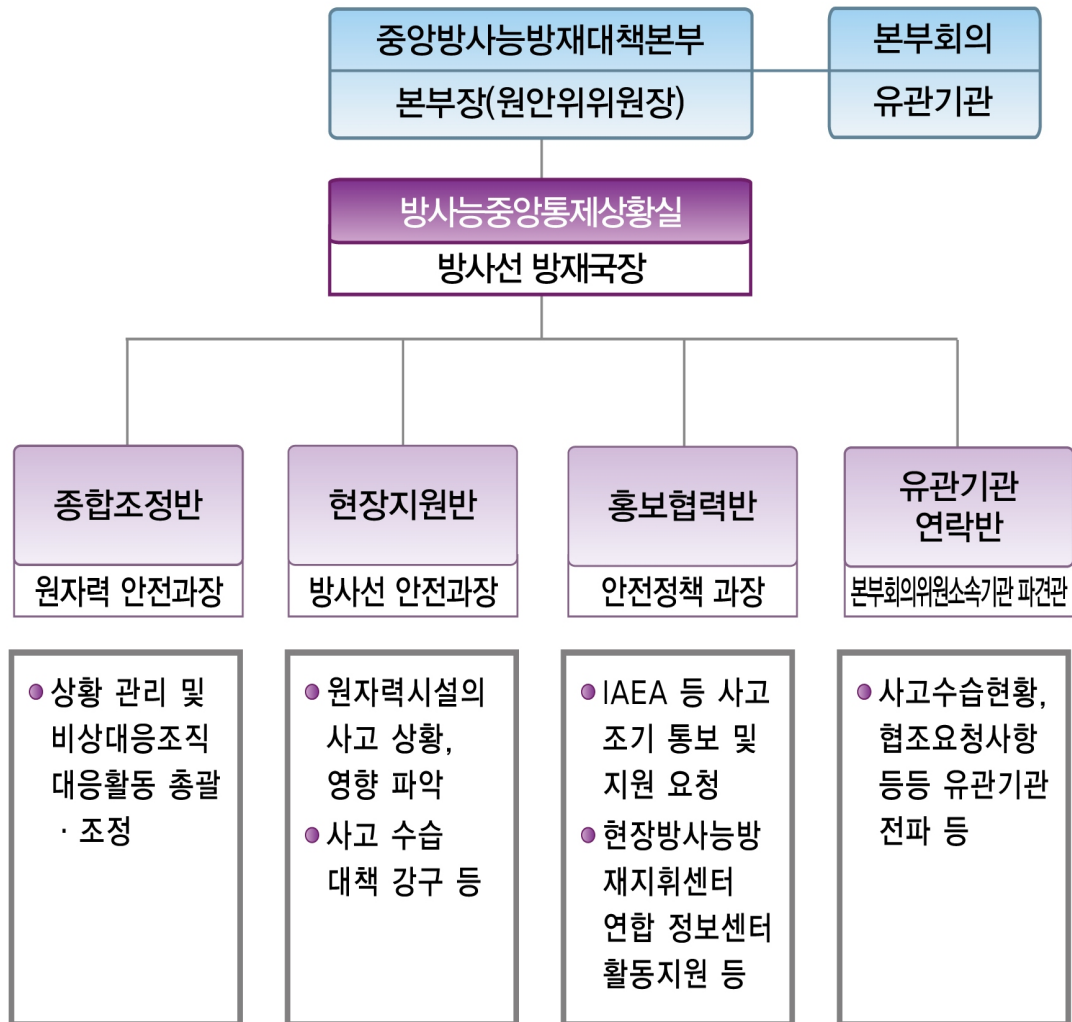 중앙방사능방재대책본부
본부장(원안위위원장)
본부회의
유관기관
방사능중앙통제상황실
방사선 방재국장
종합조정반
원자력 안전과장
현장지원반
방사선 안전과장
홍보협력반
안전정책 과장
유관기관
연락반
본부회의위원소속기관 파견관
상황 관리 및
비상대응조직
대응활동 총괄
· 조정
원자력시설의
사고 상황,
영향 파악
사고 수습
대책 강구 등
IAEA 등 사고
조기 통보 및
지원 요청
현장방사능방
재지휘센터
연합 정보센터
활동지원 등
사고수습현황,
협조요청사항
등등 유관기관
전파 등